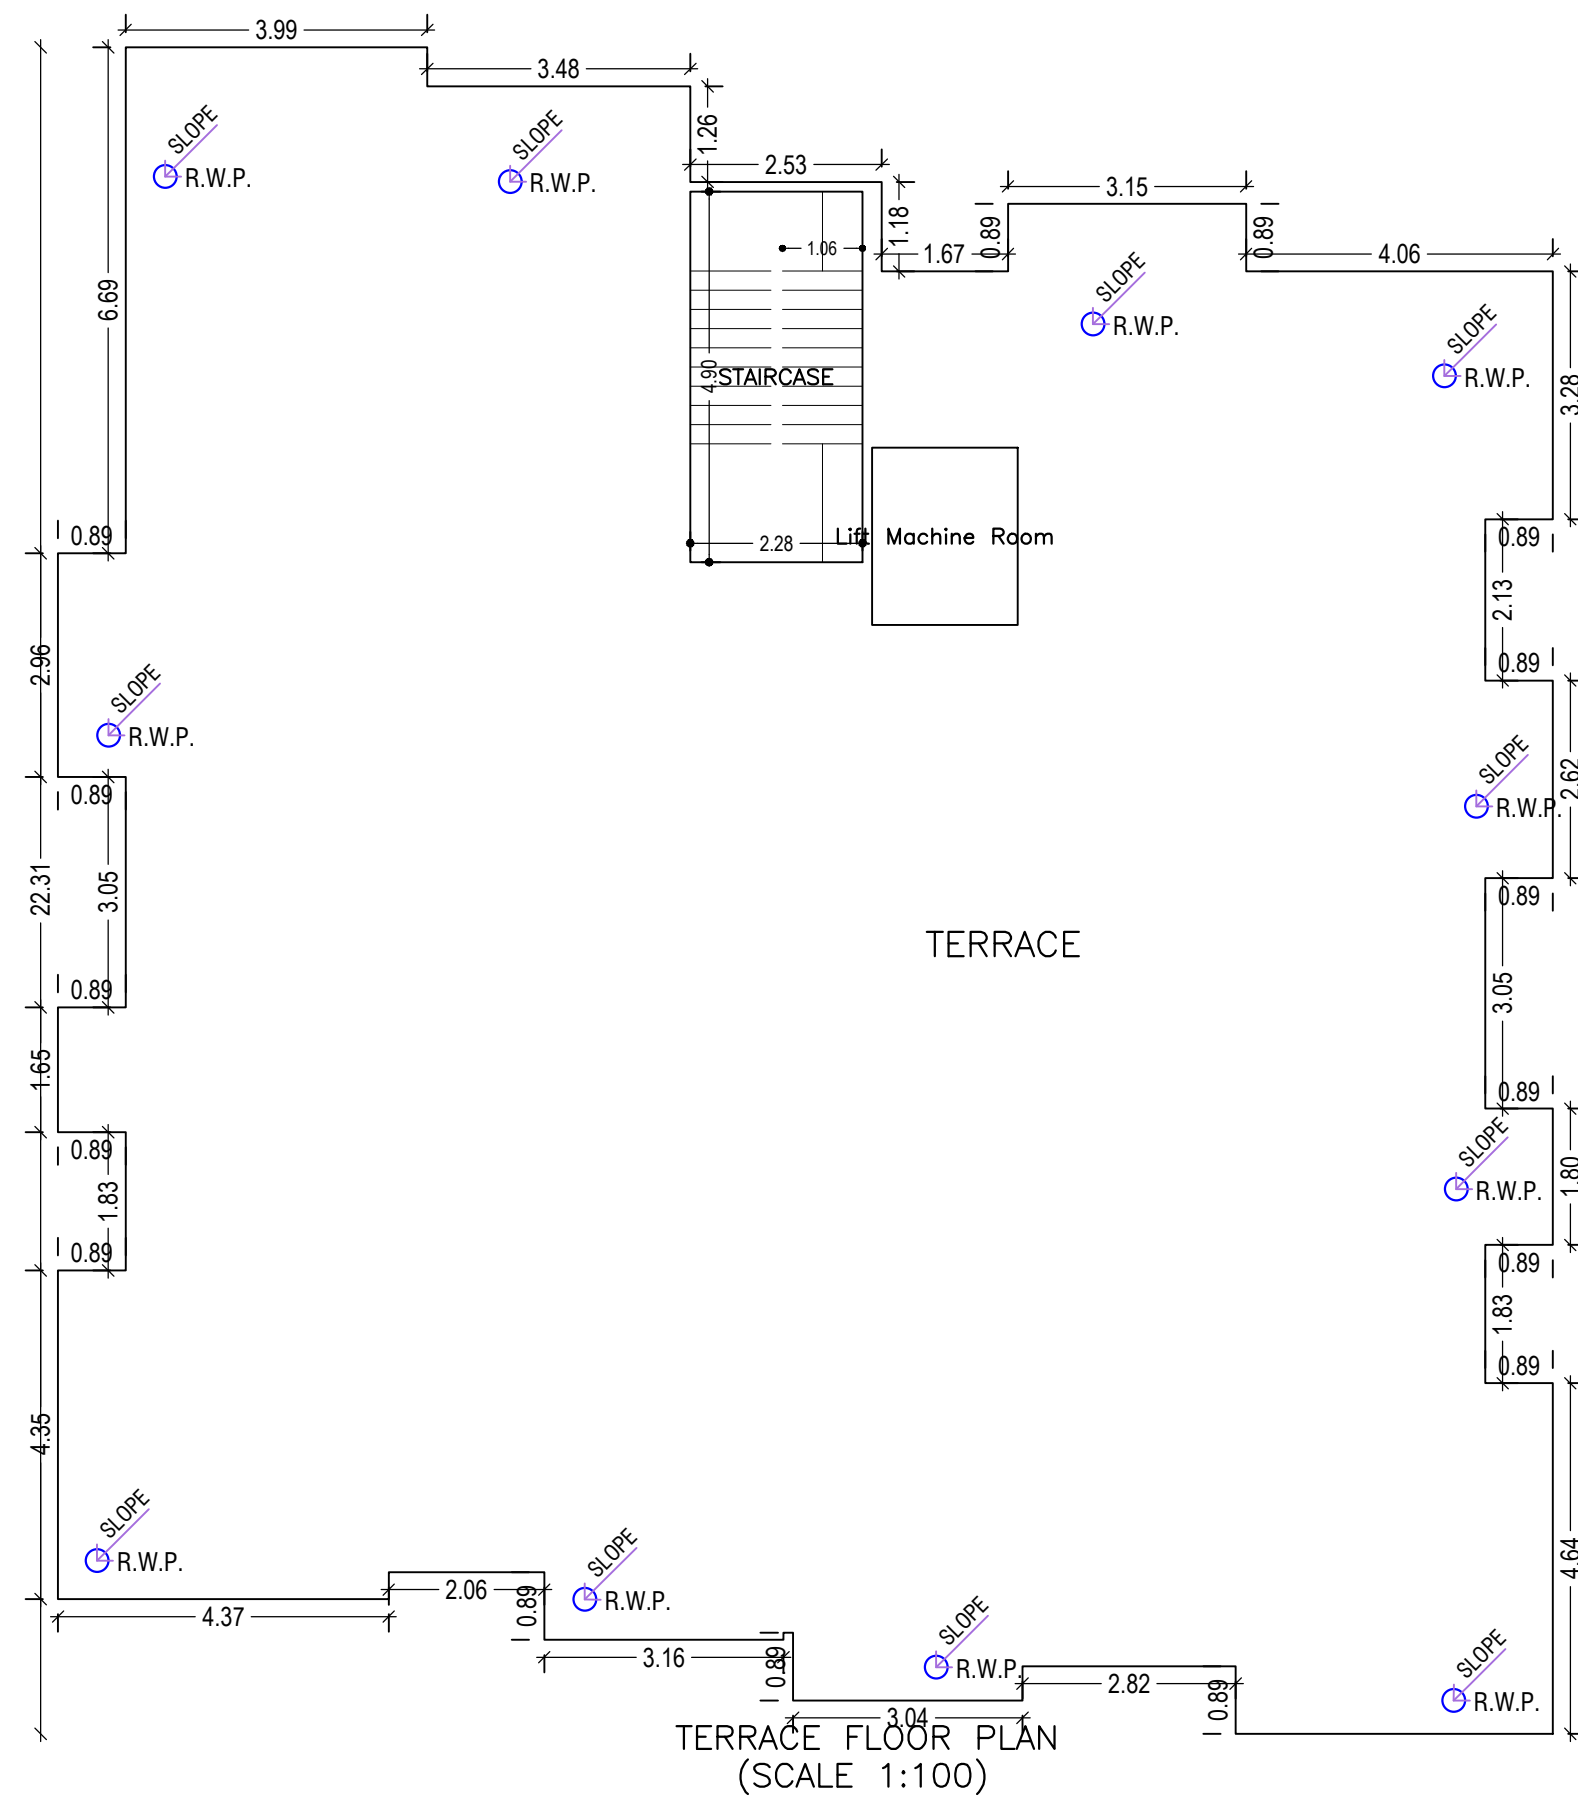 3.99
3.48
SLOPE
R.W.P.
SLOPE
R.W.P.
1.26
2.53
3.15
1.18
0.89
0.89
1.67
4.06
1.06
6.69
SLOPE
R.W.P.
SLOPE
R.W.P.
4.90
STAIRCASE
3.28
0.89
2.28
Lift Machine Room
0.89
2.13
2.96
0.89
SLOPE
R.W.P.
SLOPE
R.W.P.
2.62
0.89
22.31
3.05
0.89
TERRACE
0.89
3.05
1.65
0.89
SLOPE
R.W.P.
1.80
0.89
1.83
0.89
0.89
1.83
0.89
4.35
SLOPE
R.W.P.
4.64
2.06
0.89
SLOPE
R.W.P.
4.37
3.16
0.89
SLOPE
R.W.P.
2.82
0.89
SLOPE
R.W.P.
3.04
TERRACE FLOOR PLAN
(SCALE 1:100)